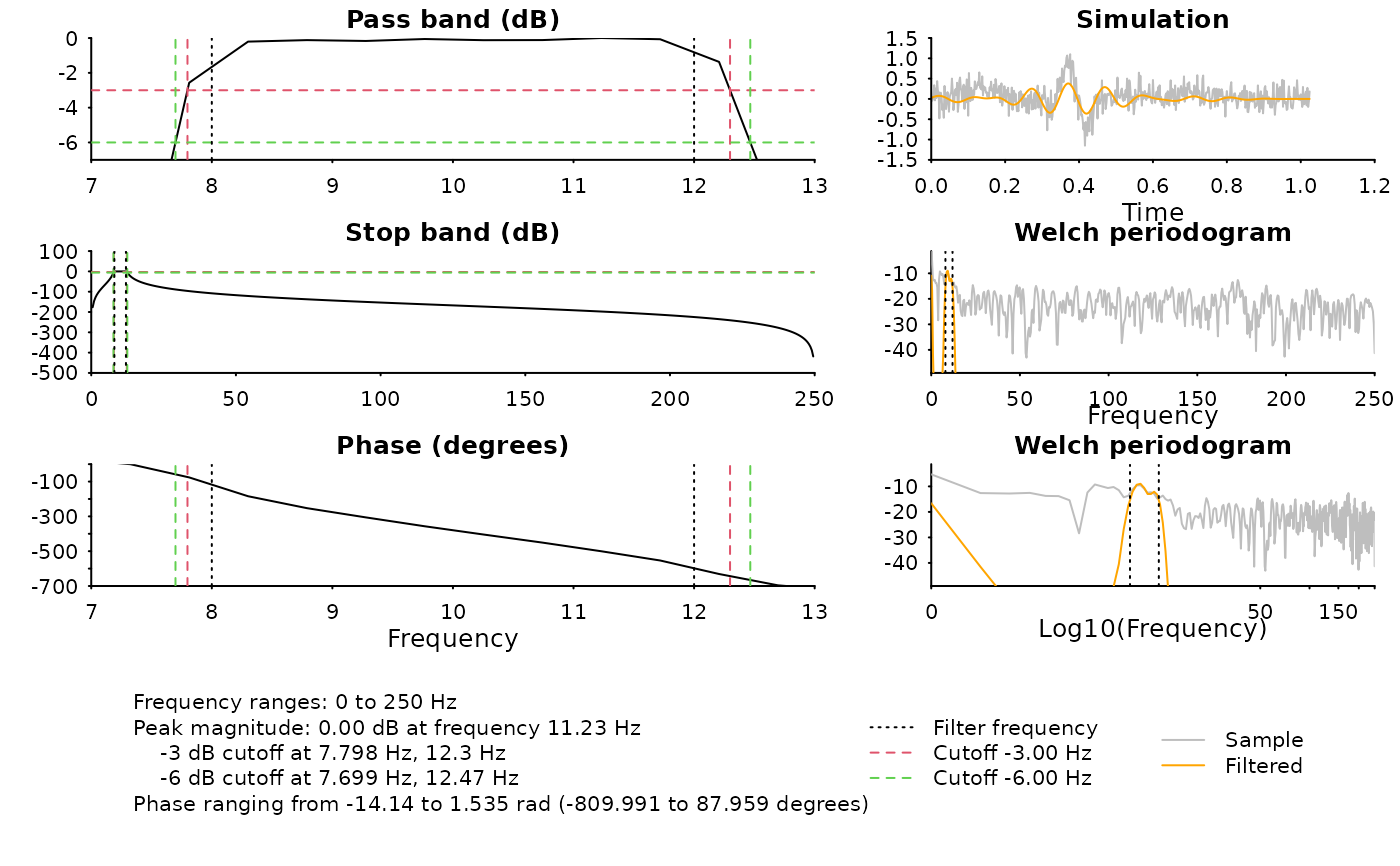 Pass band (dB)
0
-2
-4
-6
7 8 9 10 11 12 13
Simulation
1.5
1.0
0.5
0.0
-0.5
-1.0
-1.5
0.0 0.2 0.4 0.6 0.8 1.0 1.2
Time
Stop band (dB)
100
0
-100
-200
-300
-400
-500
0 50 100 150 200 250
Welch periodogram
-10
-20
-30
-40
0 50 100 150 200 250
Frequency
Phase (degrees)
-100
-300
-500
-700
7 8 9 10 11 12 13
Frequency
Welch periodogram
-10
-20
-30
-40
0 50 150
Log10(Frequency)
Frequency ranges: 0 to 250 Hz
Peak magnitude: 0.00 dB at frequency 11.23 Hz
-3 dB cutoff at 7.798 Hz, 12.3 Hz
-6 dB cutoff at 7.699 Hz, 12.47 Hz
Phase ranging from -14.14 to 1.535 rad (-809.991 to 87.959 degrees)
Filter frequency
Cutoff -3.00 Hz
Cutoff -6.00 Hz
Sample
Filtered